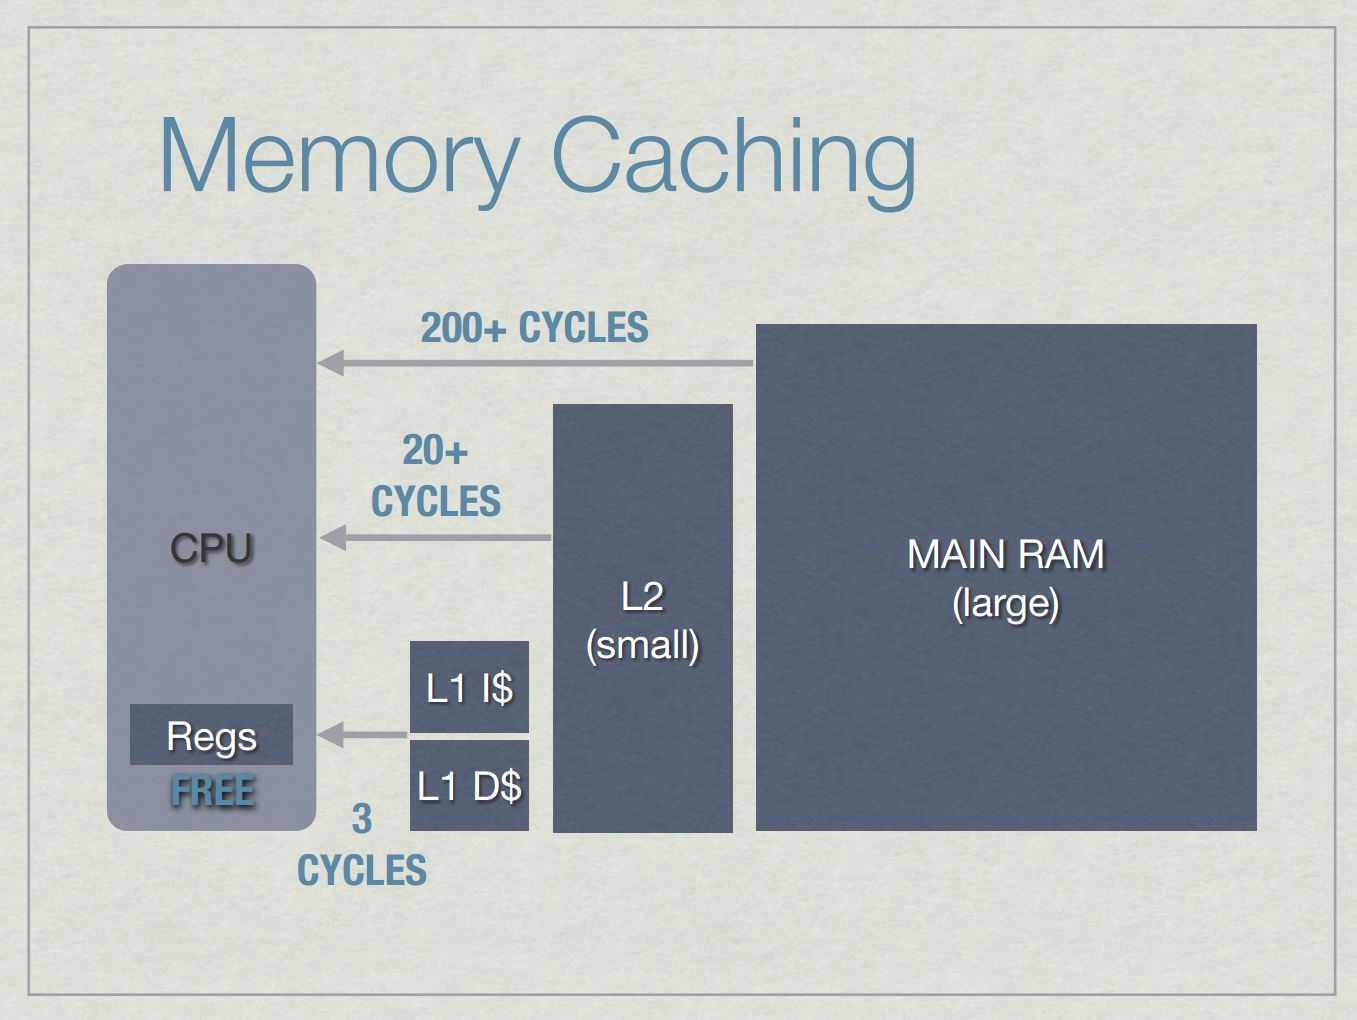 Memory Caching
200+ CYCLES
20+
CYCLES
CPU
MAIN RAM
(large)
L2
(small)
L1 I$
Regs
FREE
L1 D$
3
CYCLES